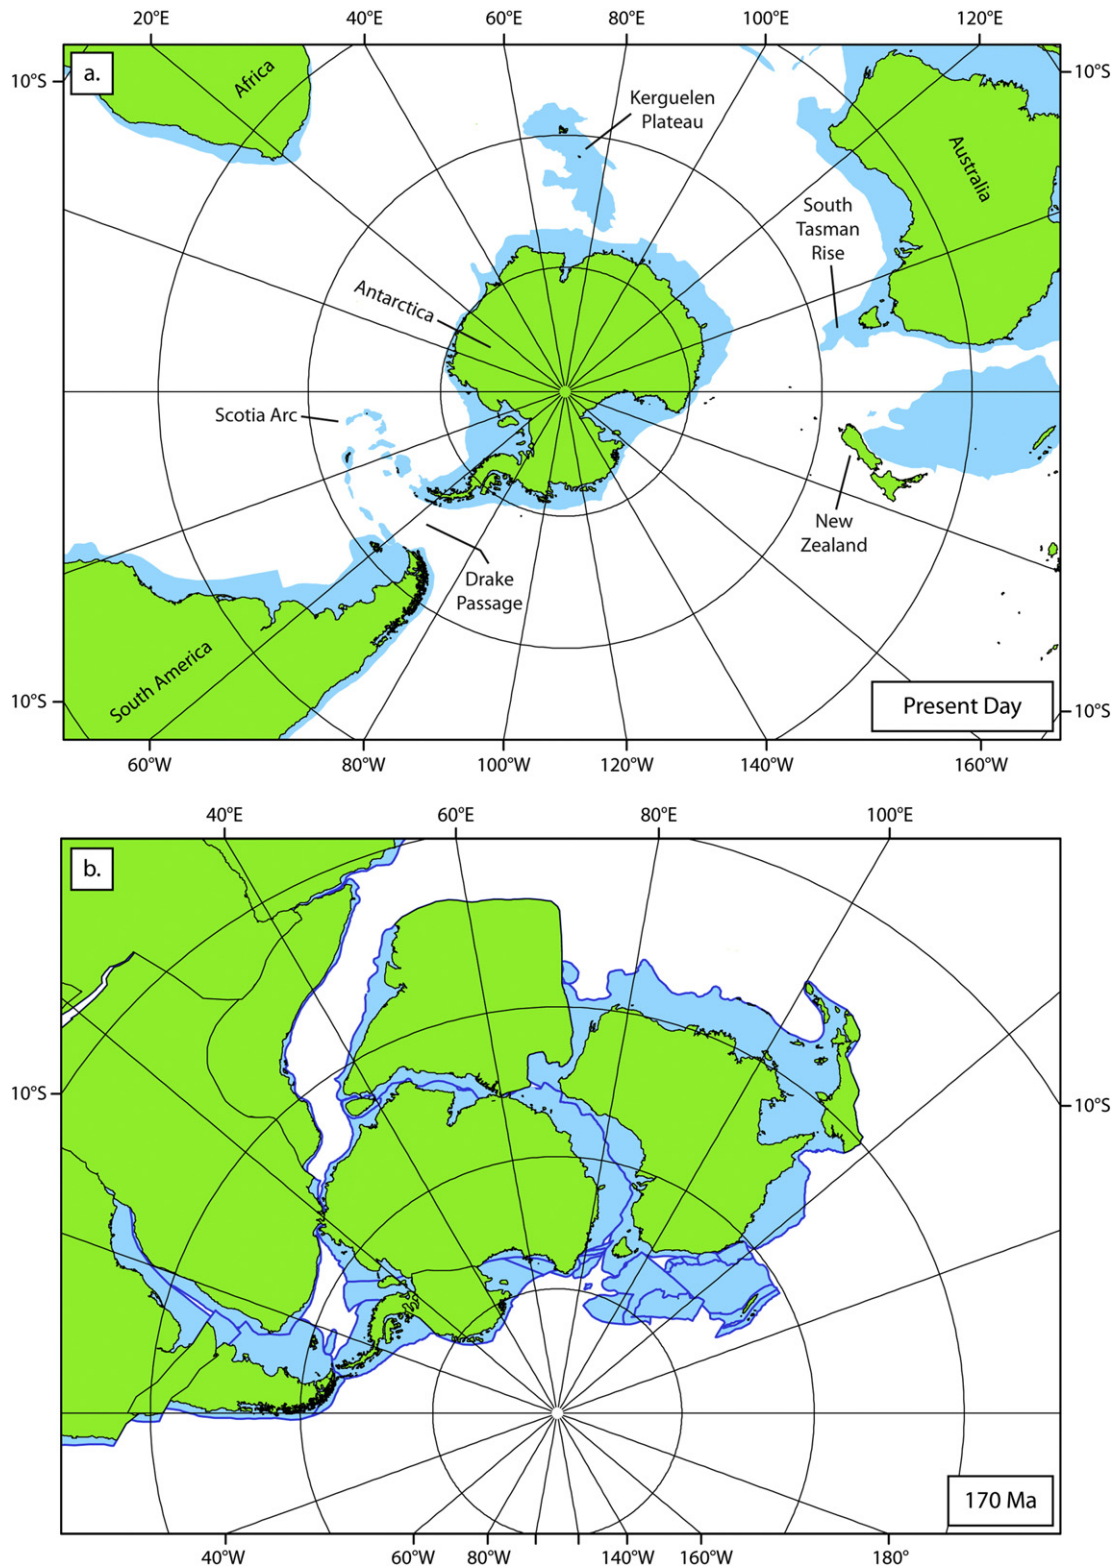 20°E 40°E 60°E 80°E 100°E 120°E
a.
10°S
10°S
Africa
Kerguelen
Plateau
Australia
South
Tasman
Rise
Antarctica
Scotia Arc
New
Zealand
Drake
Passage
South America
10°S
10°S
Present Day
60°W 80°W 100°W 120°W 140°W 160°W
40°E 60°E 80°E 100°E
b.
10°S
10°S
170 Ma
40°W 60°W 80°W 140°W 160°W 180°